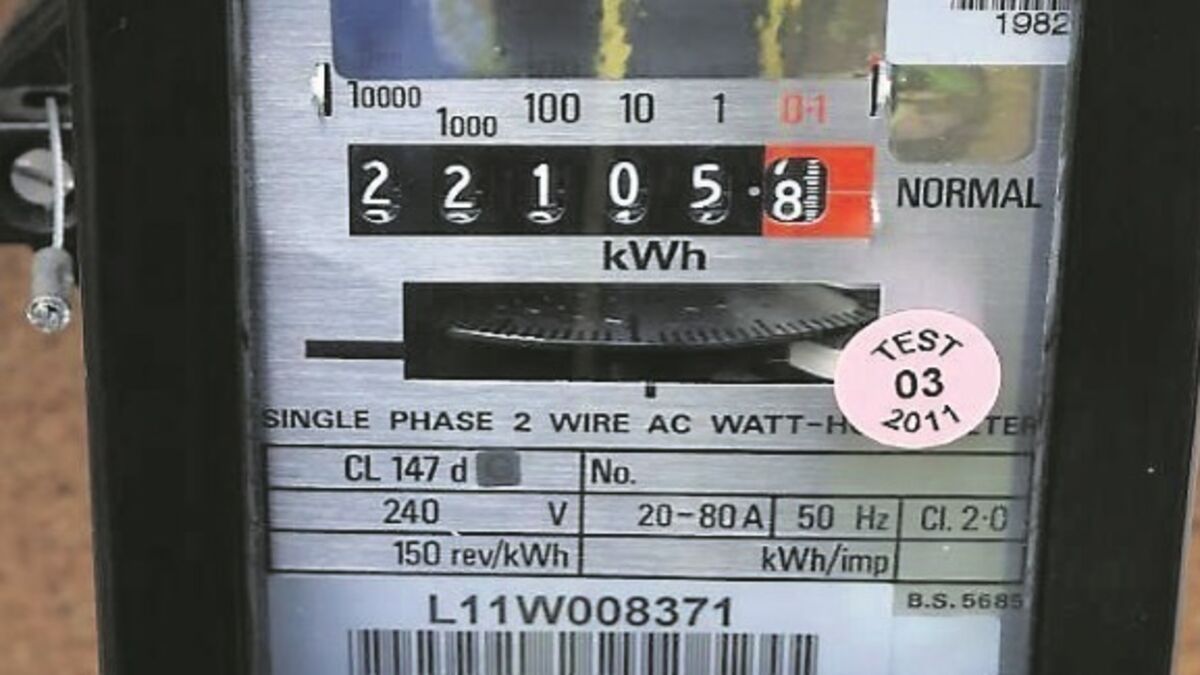 1982
10000 1000 100 10 1 0·1
2 2 1 0 5 · 8
NORMAL
kWh
TEST
03
2011
SINGLE PHASE 2 WIRE AC
CL 147 d No.
240 V 20-80 A 50 Hz Cl. 2·0
150 rev/kWh kWh/imp
B.S. 5685
L11W008371